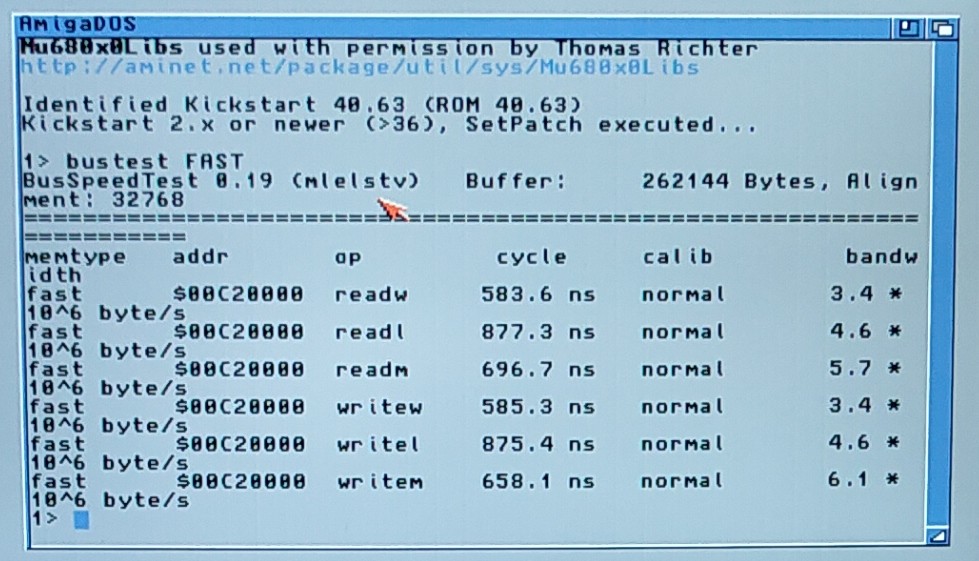 AmigaDOS
Mu680x0Libs used with permission by Thomas Richter
http://aminet.net/package/util/sys/Mu680x0Libs
Identified Kickstart 40.63 (ROM 40.63)
Kickstart 2.x or newer (>36), SetPatch executed...
1> bustest FAST
BusSpeedTest 0.19 (mlelstv) Buffer: 262144 Bytes, Align
ment: 32768
=============================================================
===========
memtype addr op cycle calib bandw
idth
fast $00C20000 readw 583.6 ns normal 3.4 *
10^6 byte/s
fast $00C20000 readl 877.3 ns normal 4.6 *
10^6 byte/s
fast $00C20000 readm 696.7 ns normal 5.7 *
10^6 byte/s
fast $00C20000 writew 585.3 ns normal 3.4 *
10^6 byte/s
fast $00C20000 writel 875.4 ns normal 4.6 *
10^6 byte/s
fast $00C20000 writem 658.1 ns normal 6.1 *
10^6 byte/s
1>